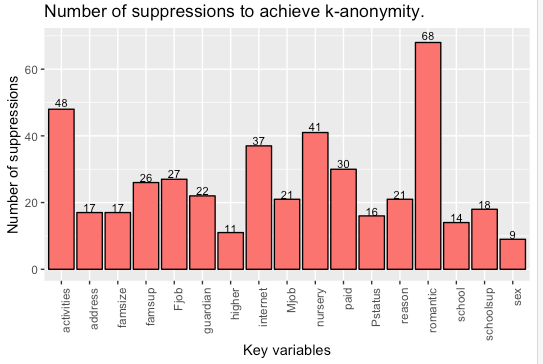 Number of suppressions to achieve k-anonymity.
Number of suppressions
60
40
20
0
48
17
17
26
27
22
11
37
21
41
30
16
21
68
14
18
9
activities
address
famsize
famsup
Fjob
guardian
higher
internet
Mjob
nursery
paid
Pstatus
reason
romantic
school
schoolsup
sex
Key variables